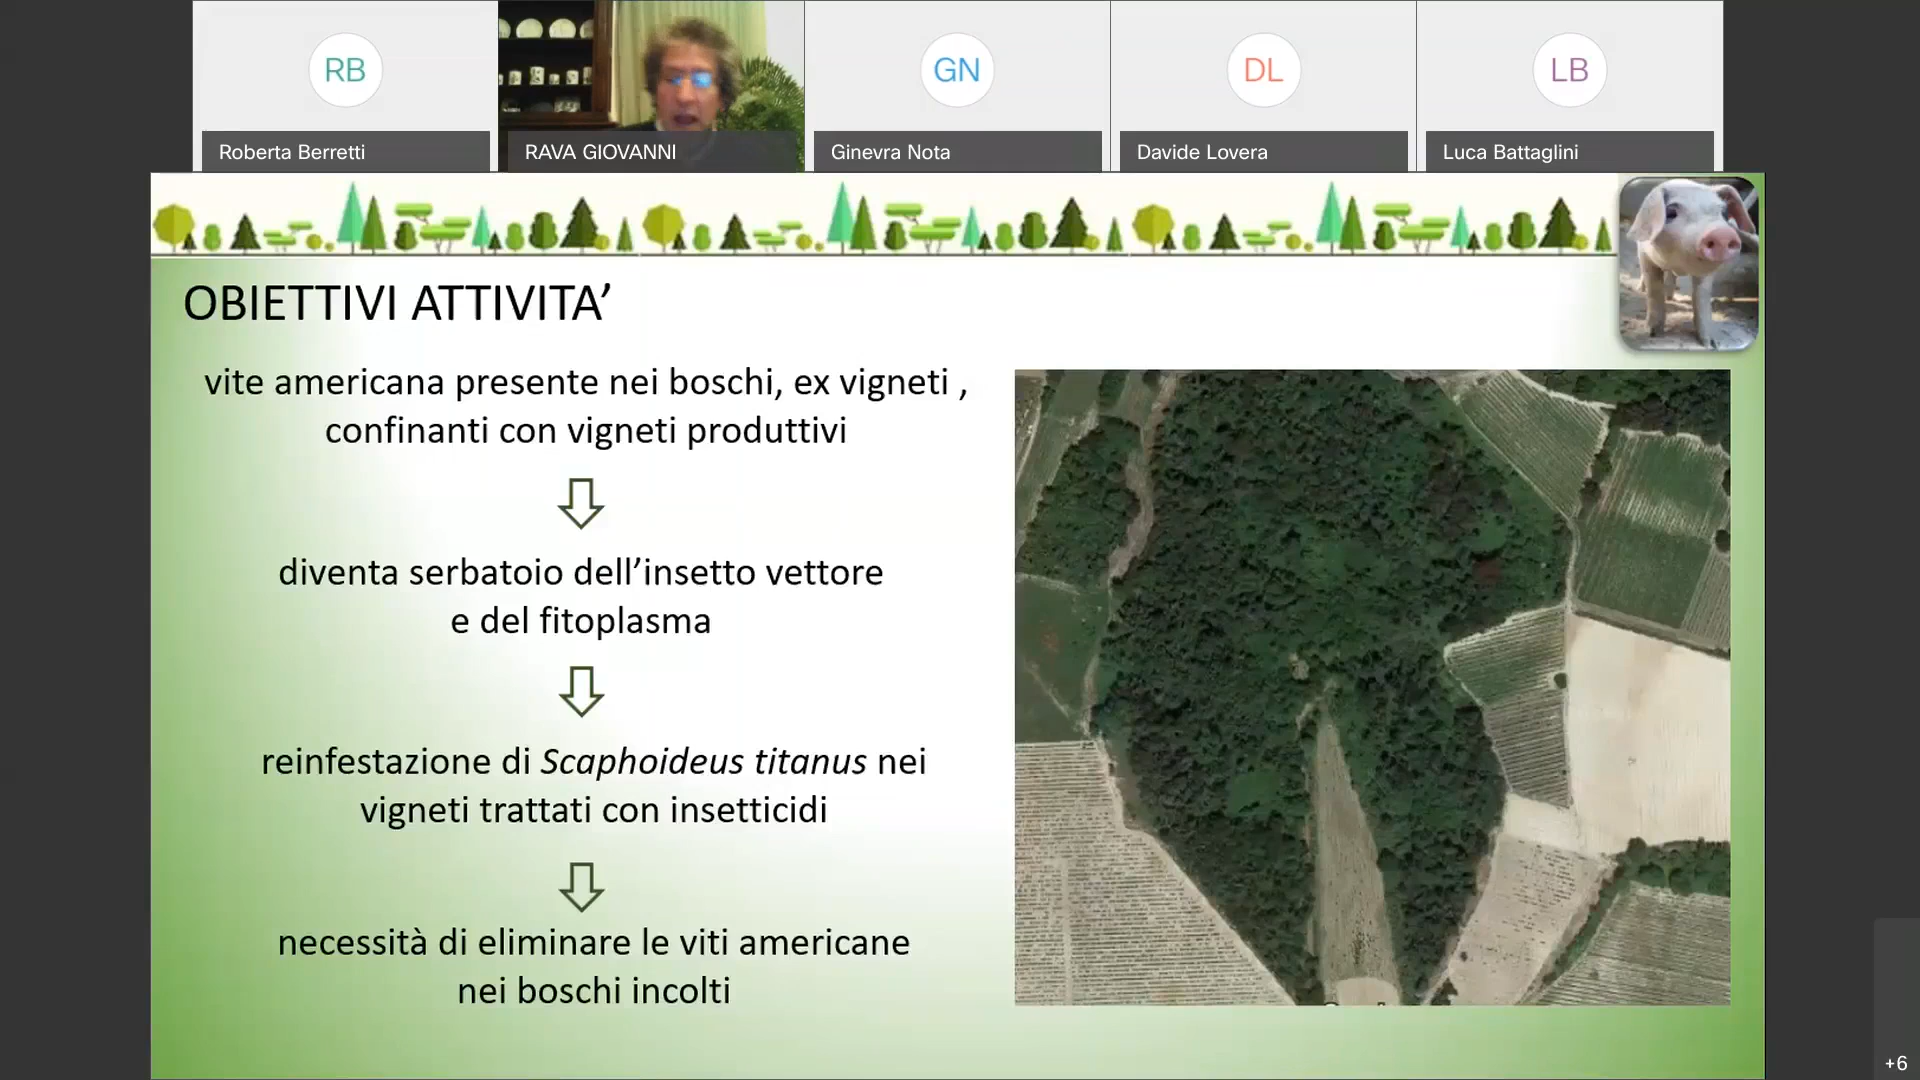 RB
GN
DL
LB
Roberta Berretti
RAVA GIOVANNI
Ginevra Nota
Davide Lovera
Luca Battaglini
OBIETTIVI ATTIVITA’
vite americana presente nei boschi, ex vigneti ,
confinanti con vigneti produttivi
diventa serbatoio dell’insetto vettore
e del fitoplasma
reinfestazione di Scaphoideus titanus nei
vigneti trattati con insetticidi
necessità di eliminare le viti americane
nei boschi incolti
+6